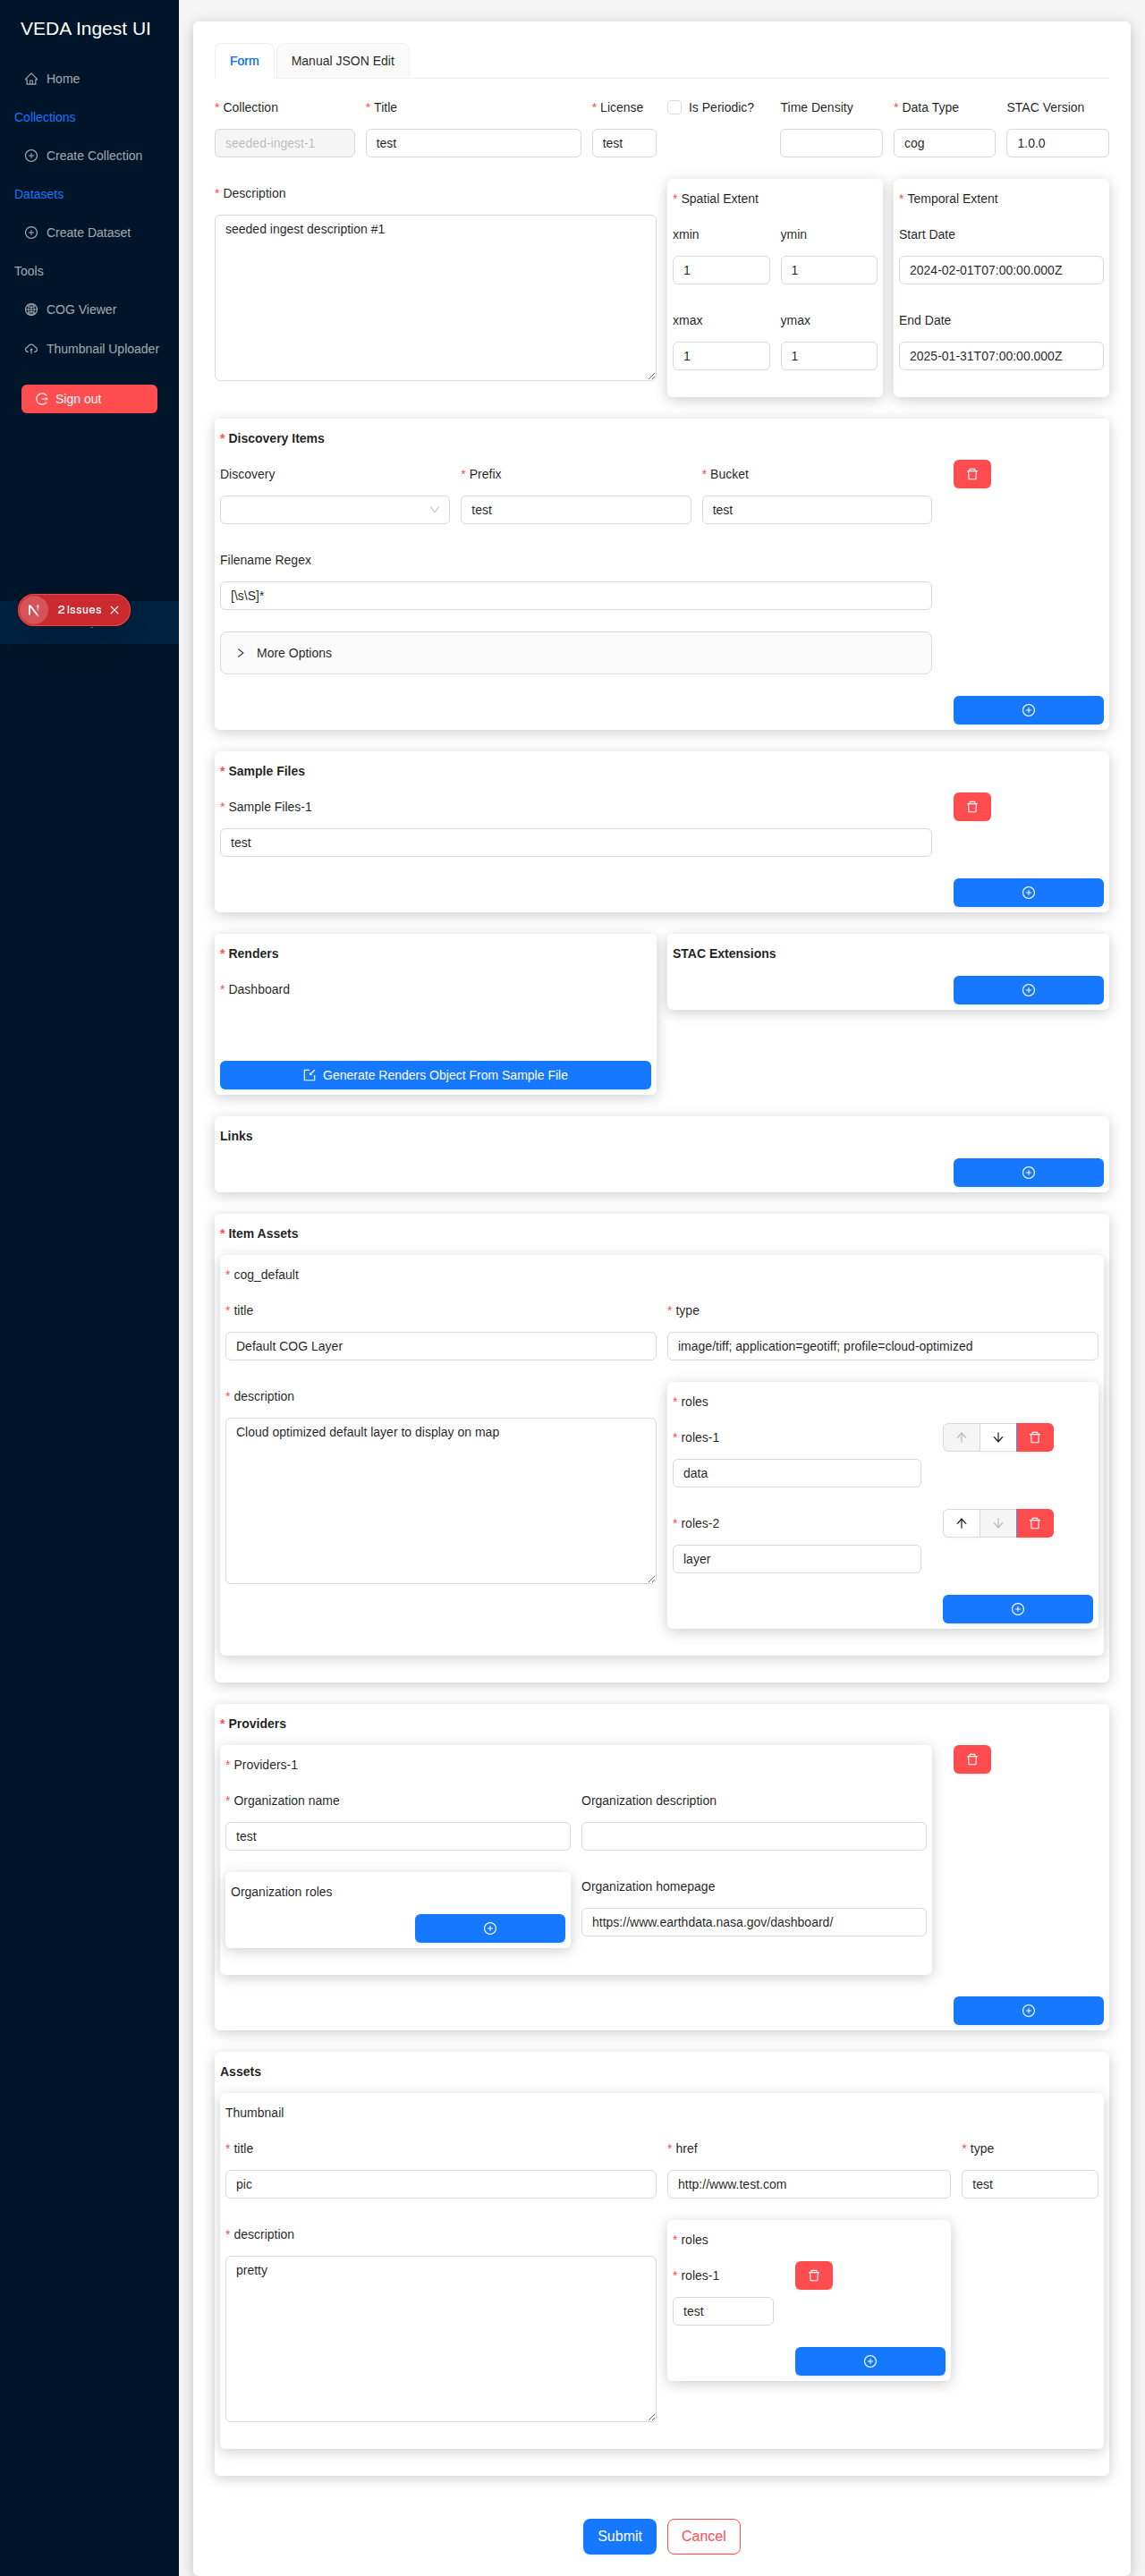 VEDA Ingest UI
Home
Collections
Create Collection
Datasets
Create Dataset
Tools
COG Viewer
Thumbnail Uploader
Sign out
2 Issues
Form Manual JSON Edit
* Collection * Title * License Is Periodic? Time Density * Data Type STAC Version
seeded-ingest-1 test test cog 1.0.0
* Description
seeded ingest description #1
* Spatial Extent
xmin ymin
1 1
xmax ymax
1 1
* Temporal Extent
Start Date
2024-02-01T07:00:00.000Z
End Date
2025-01-31T07:00:00.000Z
* Discovery Items
Discovery * Prefix * Bucket
test test
Filename Regex
[\s\S]*
More Options
* Sample Files
* Sample Files-1
test
* Renders
* Dashboard
Generate Renders Object From Sample File
STAC Extensions
Links
* Item Assets
* cog_default
* title * type
Default COG Layer image/tiff; application=geotiff; profile=cloud-optimized
* description
Cloud optimized default layer to display on map
* roles
* roles-1
data
* roles-2
layer
* Providers
* Providers-1
* Organization name Organization description
test
Organization roles
Organization homepage
https://www.earthdata.nasa.gov/dashboard/
Assets
Thumbnail
* title * href * type
pic http://www.test.com test
* description
pretty
* roles
* roles-1
test
Submit Cancel